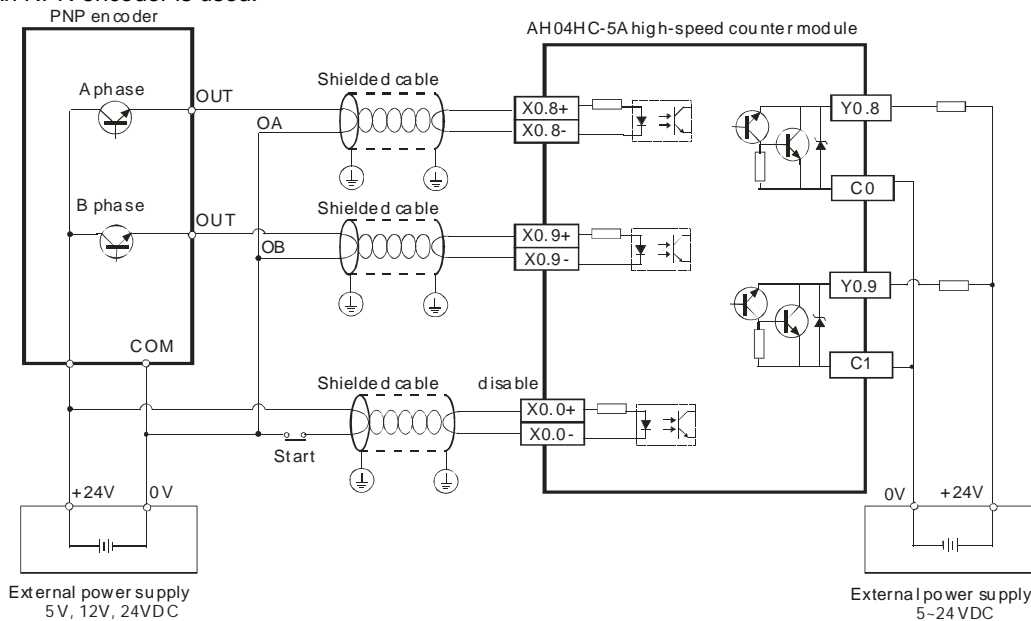 PNP encoder
AH04HC-5A high-speed counter module
A phase
OUT
Shielded cable
OA
X0.8+
X0.8-
Y0.8
C0
B phase
OUT
Shielded cable
OB
X0.9+
X0.9-
Y0.9
C1
COM
Shielded cable
disable
X0.0+
X0.0-
Start
+24V
0V
0V
+24V
External power supply
5V, 12V, 24VDC
External power supply
5~24VDC